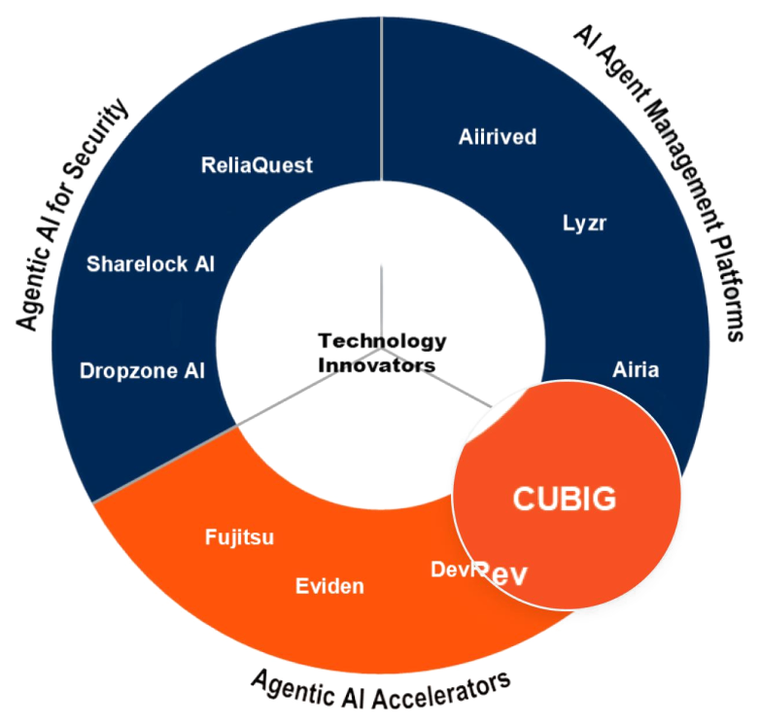 AI Agent Management Platforms
Agentic AI for Security
Aiirived
ReliaQuest
Lyzr
Sharelock AI
Technology
Innovators
Dropzone AI
Airia
CUBIG
Fujitsu
DevRev
Eviden
Agentic AI Accelerators